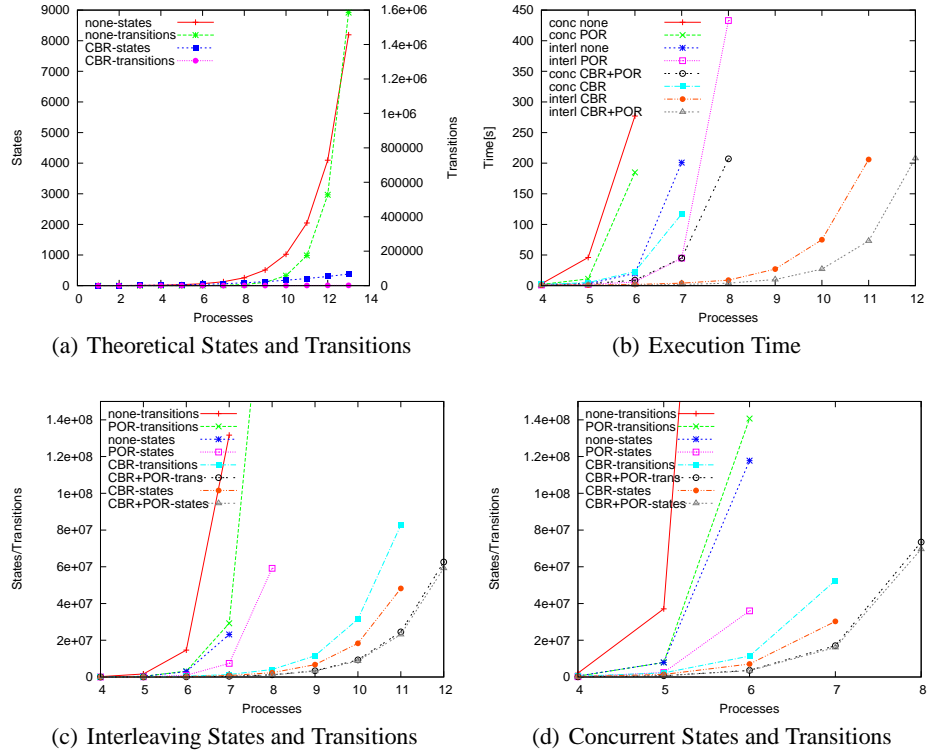 none-states
none-transitions
CBR-states
CBR-transitions
9000
8000
7000
6000
5000
4000
3000
2000
1000
0
States
0 2 4 6 8 10 12 14
Processes
1.6e+06
1.4e+06
1.2e+06
1e+06
800000
600000
400000
200000
0
Transitions
(a) Theoretical States and Transitions
conc none
conc POR
interl none
interl POR
conc CBR+POR
conc CBR
interl CBR
interl CBR+POR
450
400
350
300
250
200
150
100
50
0
Time[s]
4 5 6 7 8 9 10 11 12
Processes
(b) Execution Time
none-transitions
POR-transitions
none-states
POR-states
CBR-transitions
CBR+POR-trans
CBR-states
CBR+POR-states
1.4e+08
1.2e+08
1e+08
8e+07
6e+07
4e+07
2e+07
0
States/Transitions
4 5 6 7 8 9 10 11 12
Processes
(c) Interleaving States and Transitions
none-transitions
POR-transitions
none-states
POR-states
CBR-transitions
CBR+POR-trans
CBR-states
CBR+POR-states
1.4e+08
1.2e+08
1e+08
8e+07
6e+07
4e+07
2e+07
0
States/Transitions
4 5 6 7 8
Processes
(d) Concurrent States and Transitions